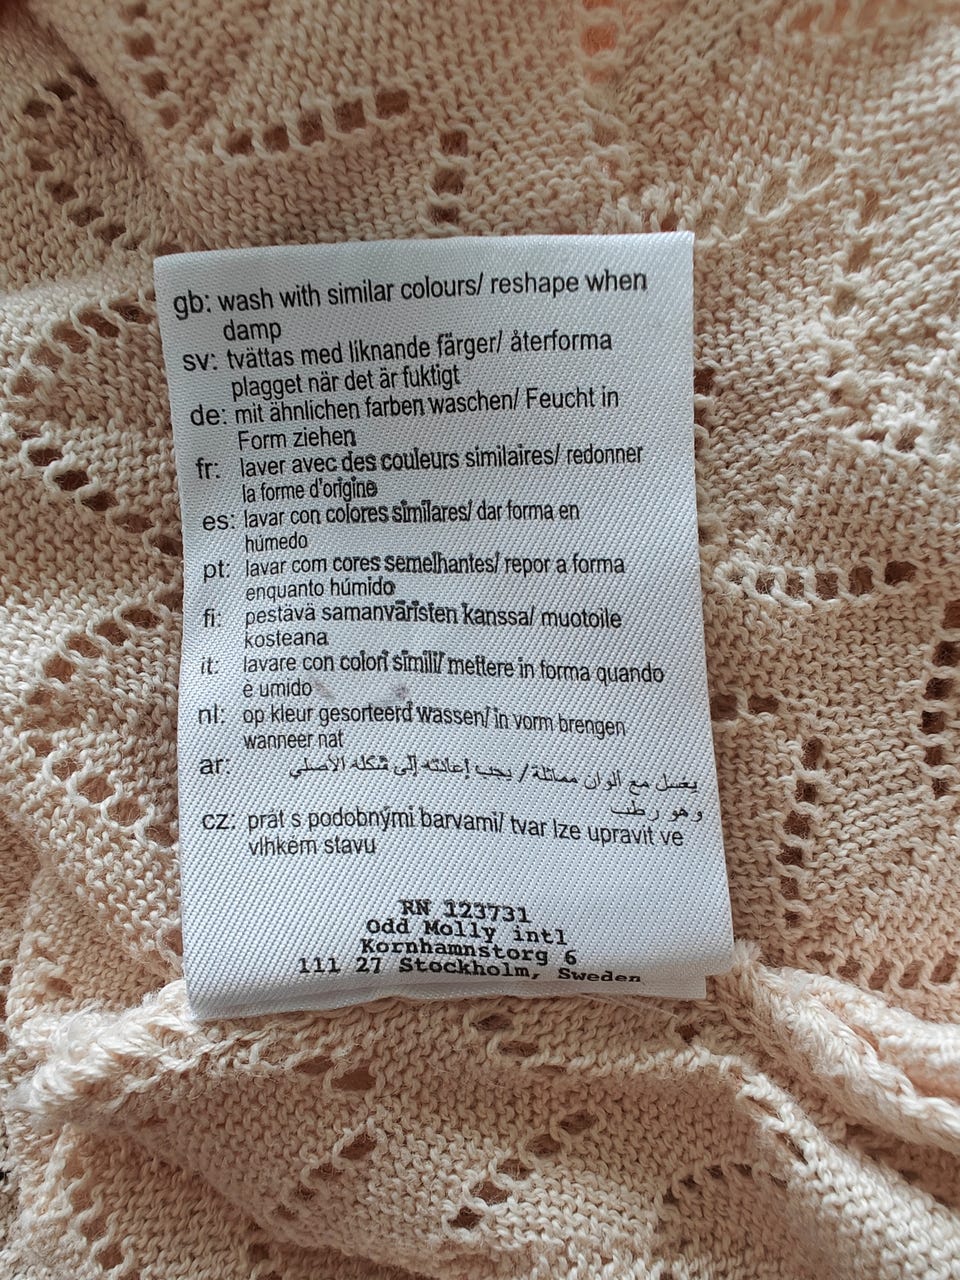 gb: wash with similar colours/ reshape when
damp
sv: tvättas med liknande färger/ återforma
plagget när det är fuktigt
de: mit ähnlichen farben waschen/ Feucht in
Form ziehen
fr: laver avec des couleurs similaires/ redonner
la forme d'origine
es: lavar con colores similares/ dar forma en
húmedo
pt: lavar com cores semelhantes/ repor a forma
enquanto húmido
fi: pestävä samanväristen kanssa/ muotoile
kosteana
it: lavare con colori simili/ mettere in forma quando
è umido
nl: op kleur gesorteerd wassen/ in vorm brengen
wanneer nat
ar: يغسل مع ألوان مماثلة / يجب إعادته إلى شكله الأصلي
وهو رطب
cz: prát s podobnými barvami/ tvar lze upravit ve
vlhkém stavu
RN 123731
Odd Molly intl
Kornhamnstorg 6
111 27 Stockholm, Sweden